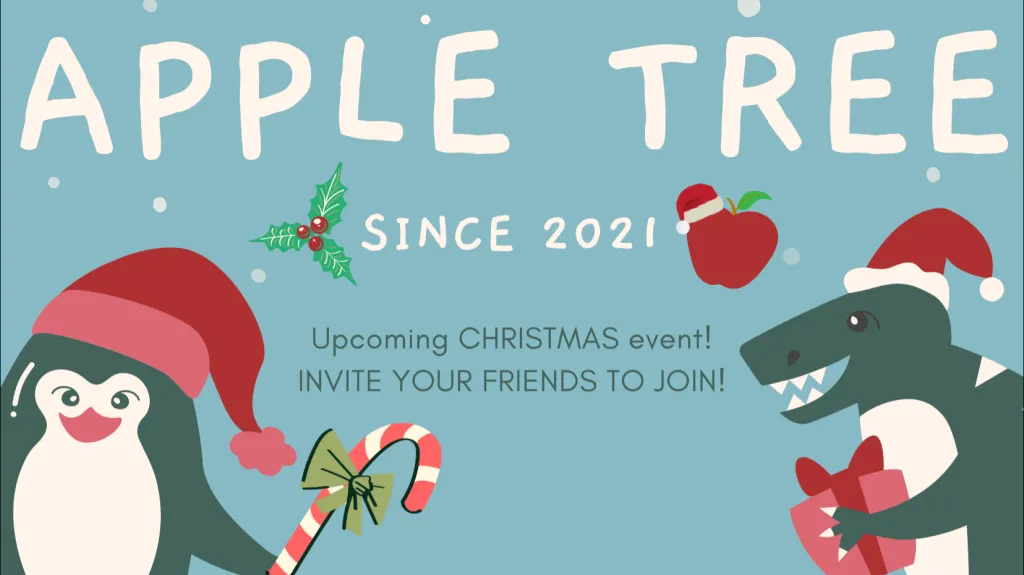 APPLE TREE
SINCE 2021
Upcoming CHRISTMAS event!
INVITE YOUR FRIENDS TO JOIN!